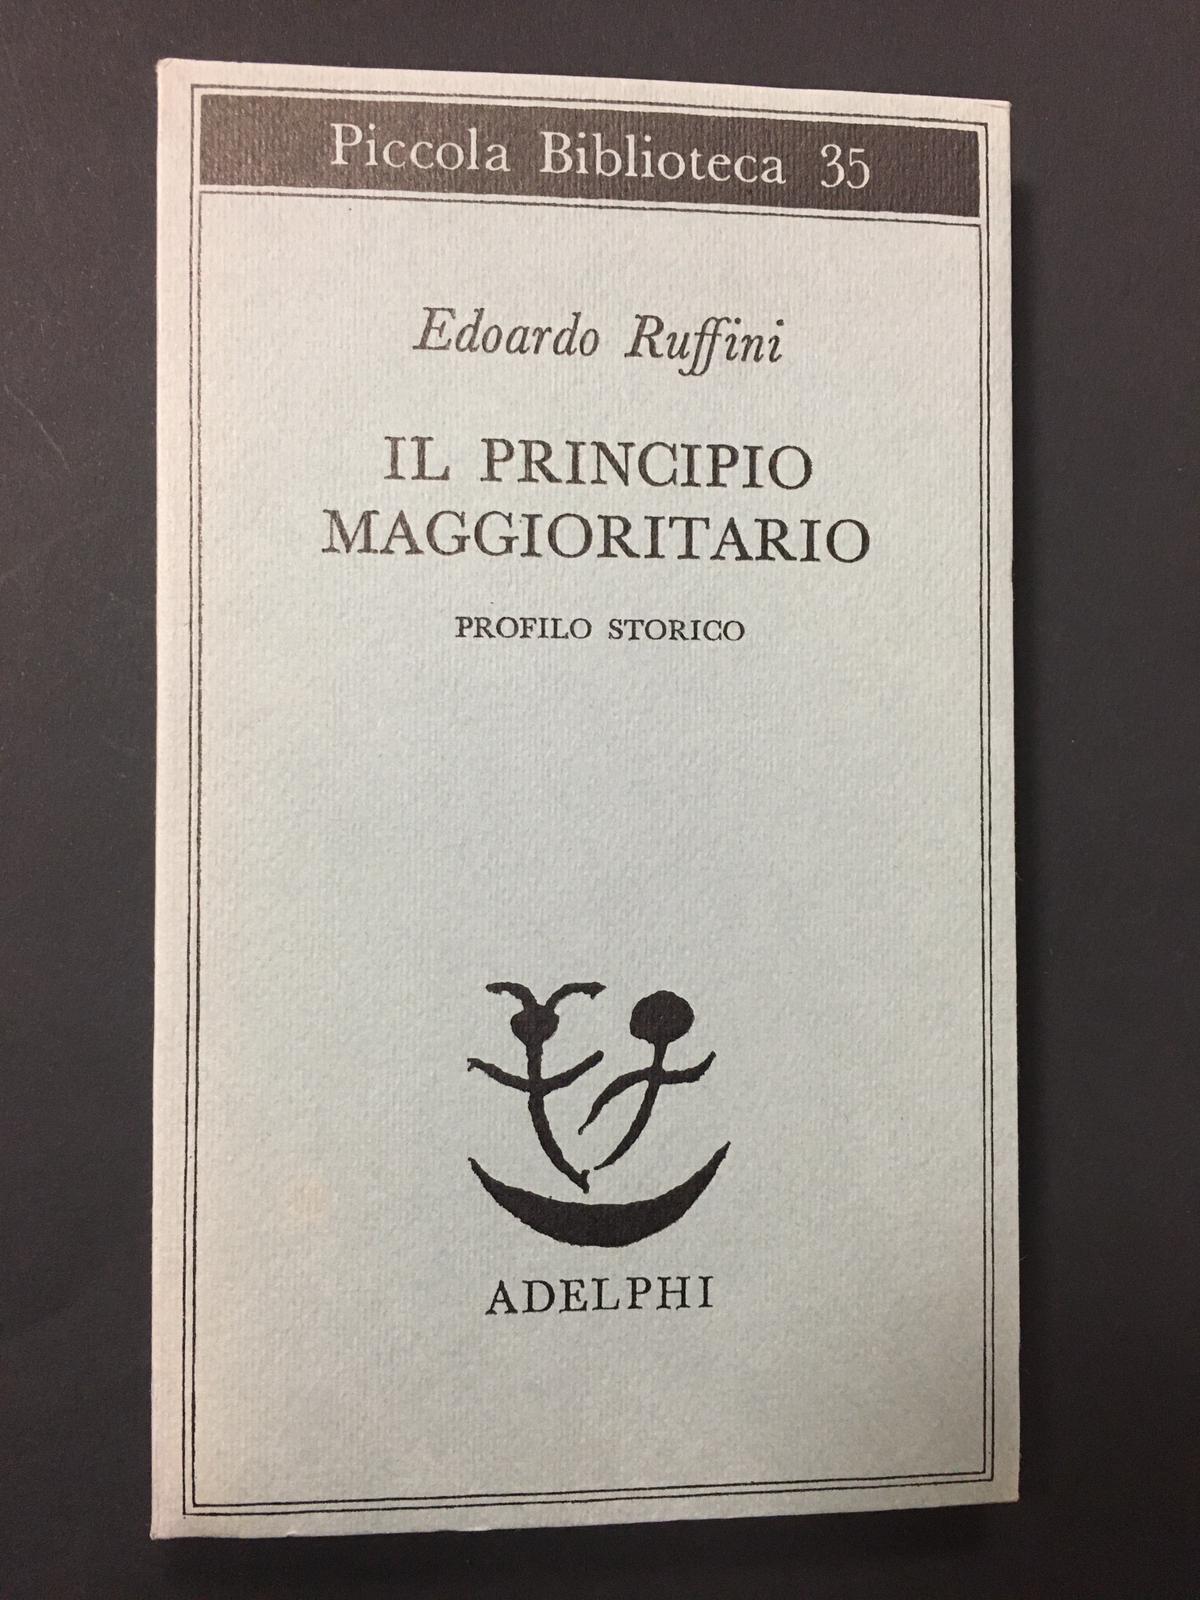 Piccola Biblioteca 35
Edoardo Ruffini
IL PRINCIPIO
MAGGIORITARIO
PROFILO STORICO
ADELPHI